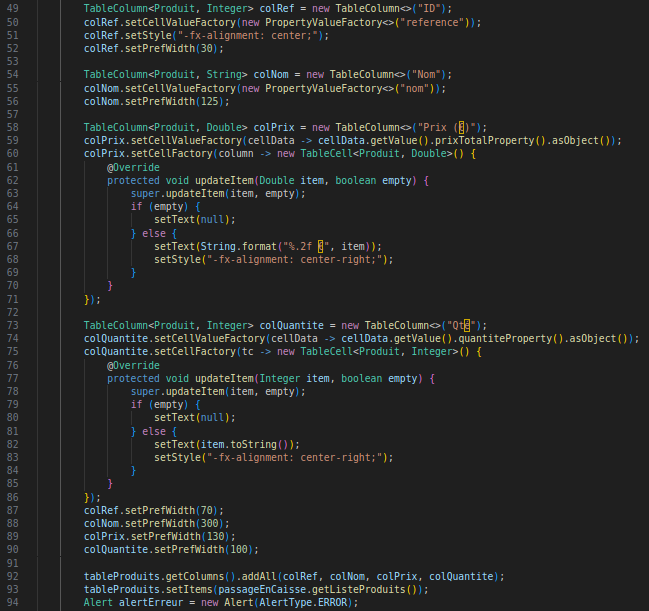 49 TableColumn<Produit, Integer> colRef = new TableColumn<>("ID");
50 colRef.setCellValueFactory(new PropertyValueFactory<>("reference"));
51 colRef.setStyle("-fx-alignment: center;");
52 colRef.setPrefWidth(30);
53
54 TableColumn<Produit, String> colNom = new TableColumn<>("Nom");
55 colNom.setCellValueFactory(new PropertyValueFactory<>("nom"));
56 colNom.setPrefWidth(125);
57
58 TableColumn<Produit, Double> colPrix = new TableColumn<>("Prix (€)");
59 colPrix.setCellValueFactory(cellData -> cellData.getValue().prixTotalProperty().asObject());
60 colPrix.setCellFactory(column -> new TableCell<Produit, Double>() {
61 @Override
62 protected void updateItem(Double item, boolean empty) {
63 super.updateItem(item, empty);
64 if (empty) {
65 setText(null);
66 } else {
67 setText(String.format("%.2f €", item));
68 setStyle("-fx-alignment: center-right;");
69 }
70 }
71 });
72
73 TableColumn<Produit, Integer> colQuantite = new TableColumn<>("Qté");
74 colQuantite.setCellValueFactory(cellData -> cellData.getValue().quantiteProperty().asObject());
75 colQuantite.setCellFactory(tc -> new TableCell<Produit, Integer>() {
76 @Override
77 protected void updateItem(Integer item, boolean empty) {
78 super.updateItem(item, empty);
79 if (empty) {
80 setText(null);
81 } else {
82 setText(item.toString());
83 setStyle("-fx-alignment: center-right;");
84 }
85 }
86 });
87 colRef.setPrefWidth(70);
88 colNom.setPrefWidth(300);
89 colPrix.setPrefWidth(130);
90 colQuantite.setPrefWidth(100);
91
92 tableProduits.getColumns().addAll(colRef, colNom, colPrix, colQuantite);
93 tableProduits.setItems(passageEnCaisse.getListeProduits());
94 Alert alertErreur = new Alert(AlertType.ERROR);